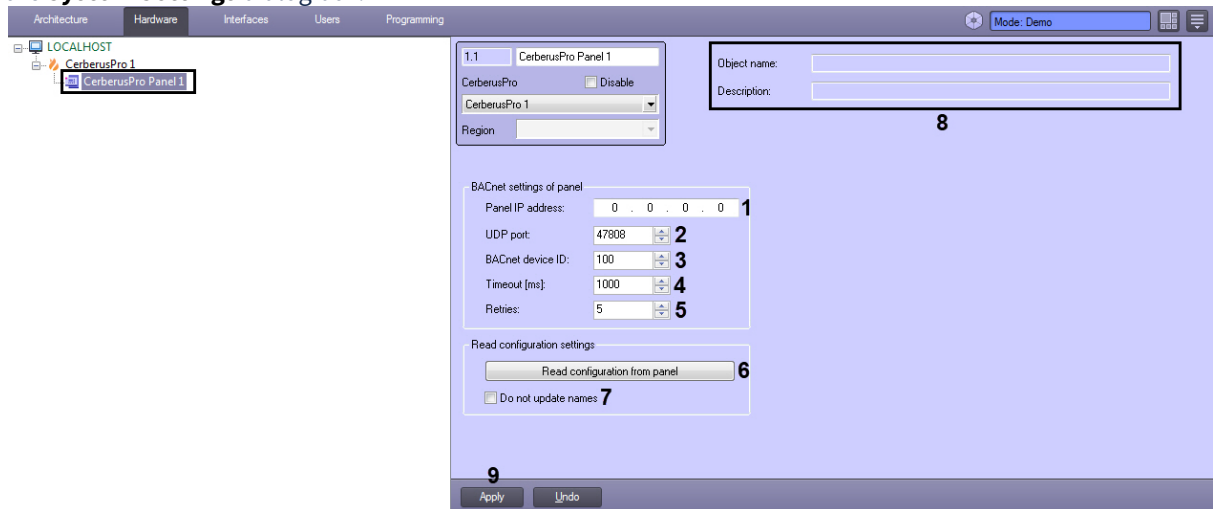 Architecture Hardware Interfaces Users Programming Mode: Demo
LOCALHOST
CerberusPro 1
CerberusPro Panel 1
1.1 CerberusPro Panel 1
CerberusPro Disable
CerberusPro 1
Region
Object name:
Description:
8
BACnet settings of panel
Panel IP address: 0 . 0 . 0 . 0 1
UDP port: 47808 2
BACnet device ID: 100 3
Timeout [ms]: 1000 4
Retries: 5 5
Read configuration settings
Read configuration from panel 6
Do not update names 7
9
Apply Undo